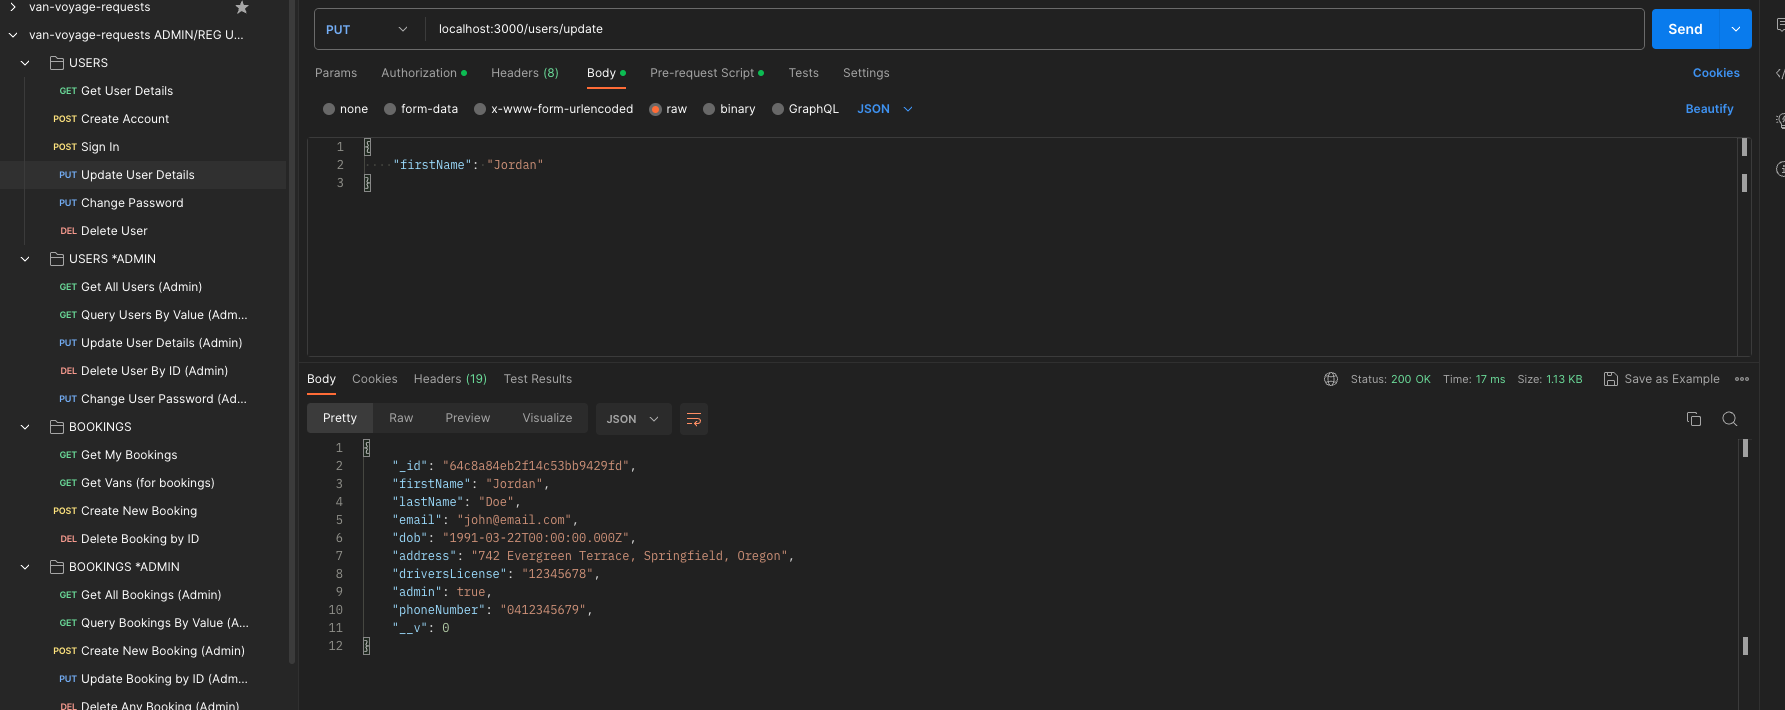 van-voyage-requests
van-voyage-requests ADMIN/REG U...
USERS
GET Get User Details
POST Create Account
POST Sign In
PUT Update User Details
PUT Change Password
DEL Delete User
USERS *ADMIN
GET Get All Users (Admin)
GET Query Users By Value (Adm...
PUT Update User Details (Admin)
DEL Delete User By ID (Admin)
PUT Change User Password (Ad...
BOOKINGS
GET Get My Bookings
GET Get Vans (for bookings)
POST Create New Booking
DEL Delete Booking by ID
BOOKINGS *ADMIN
GET Get All Bookings (Admin)
GET Query Bookings By Value (A...
POST Create New Booking (Admin)
PUT Update Booking by ID (Adm...
DEL Delete Any Booking (Admin)
PUT localhost:3000/users/update Send
Params Authorization Headers (8) Body Pre-request Script Tests Settings Cookies
none form-data x-www-form-urlencoded raw binary GraphQL JSON Beautify
1 {
2 "firstName": "Jordan"
3 }
Body Cookies Headers (19) Test Results Status: 200 OK Time: 17 ms Size: 1.13 KB Save as Example
Pretty Raw Preview Visualize JSON
1 {
2 "_id": "64c8a84eb2f14c53bb9429fd",
3 "firstName": "Jordan",
4 "lastName": "Doe",
5 "email": "john@email.com",
6 "dob": "1991-03-22T00:00:00.000Z",
7 "address": "742 Evergreen Terrace, Springfield, Oregon",
8 "driversLicense": "12345678",
9 "admin": true,
10 "phoneNumber": "0412345679",
11 "__v": 0
12 }